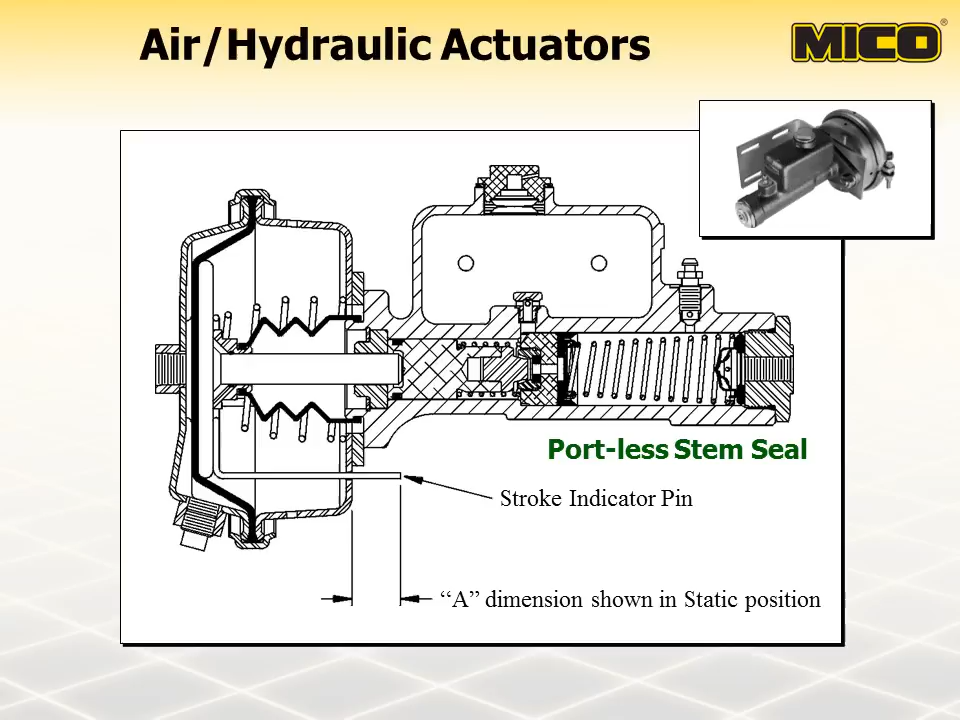 Air/Hydraulic Actuators
MICO®
Port-less Stem Seal
Stroke Indicator Pin
“A” dimension shown in Static position